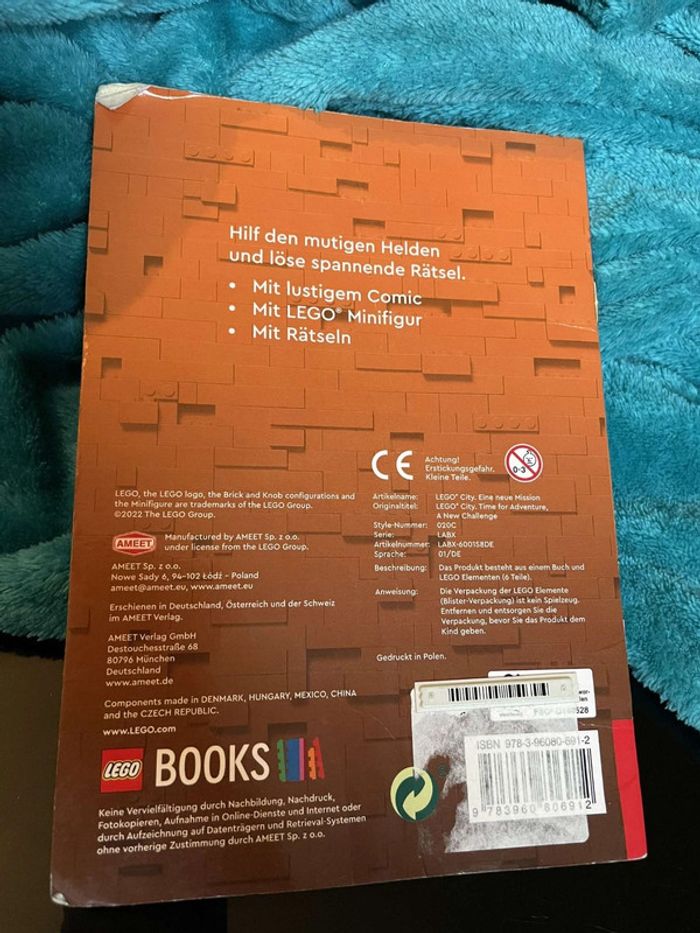 Hilf den mutigen Helden
und löse spannende Rätsel.
• Mit lustigem Comic
• Mit LEGO® Minifigur
• Mit Rätseln
CE
Achtung!
Erstickungsgefahr.
Kleine Teile.
0-3
LEGO, the LEGO logo, the Brick and Knob configurations and
the Minifigure are trademarks of the LEGO Group.
©2022 The LEGO Group.
AMEET
Manufactured by AMEET Sp. z o.o.
under license from the LEGO Group.
AMEET Sp. z o.o.
Nowe Sady 6, 94-102 Łódź - Poland
ameet@ameet.eu, www.ameet.eu
Erschienen in Deutschland, Österreich und der Schweiz
im AMEET Verlag.
AMEET Verlag GmbH
Destouchesstraße 68
80796 München
Deutschland
www.ameet.de
Components made in DENMARK, HUNGARY, MEXICO, CHINA
and the CZECH REPUBLIC.
www.LEGO.com
LEGO BOOKS
Keine Vervielfältigung durch Nachbildung, Nachdruck,
Fotokopieren, Aufnahme in Online-Dienste und Internet oder
durch Aufzeichnung auf Datenträgern und Retrieval-Systemen
ohne vorherige Zustimmung durch AMEET Sp. z o.o.
Artikelname: LEGO® City. Eine neue Mission
Originaltitel: LEGO® City. Time for Adventure,
A New Challenge
Style-Nummer: 020C
Serie: LABX
Artikelnummer: LABX-6001SBDE
Sprache: 01/DE
Beschreibung: Das Produkt besteht aus einem Buch und
LEGO Elementen (6 Teile).
Anweisung: Die Verpackung der LEGO Elemente
(Blister-Verpackung) ist kein Spielzeug.
Entfernen und entsorgen Sie die
Verpackung, bevor Sie das Produkt dem
Kind geben.
Gedruckt in Polen.
ISBN 978-3-96080-691-2
9 783960 806912